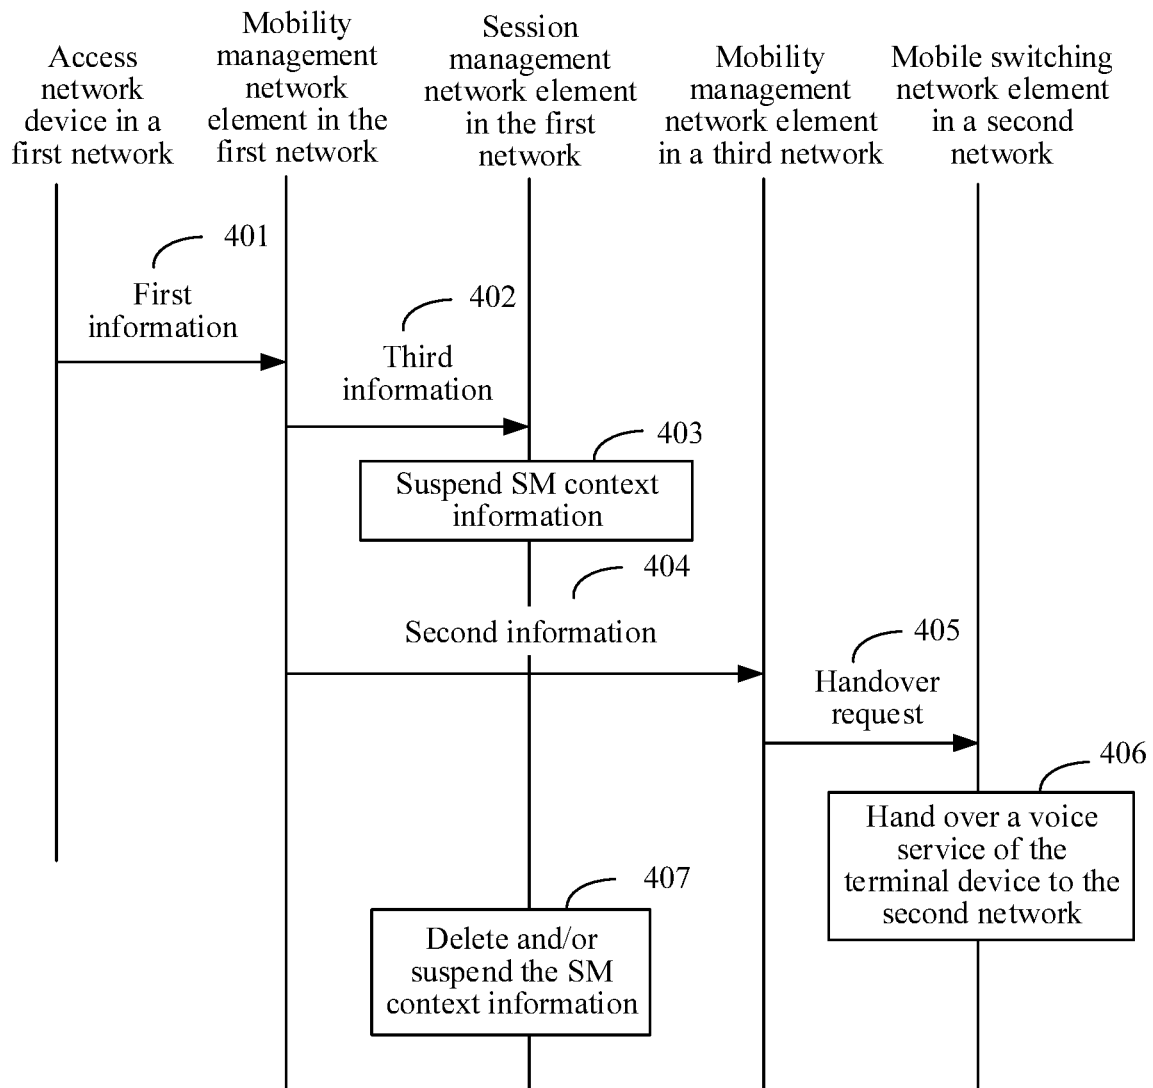 Access
network
device in a
first network
Mobility
management
network
element in the
first network
Session
management
network element
in the first
network
Mobility
management
network element
in a third network
Mobile switching
network element
in a second
network
401
First
information
402
Third
information
403
Suspend SM context
information
404
Second information
405
Handover
request
406
Hand over a voice
service of the
terminal device to the
second network
407
Delete and/or
suspend the SM
context information